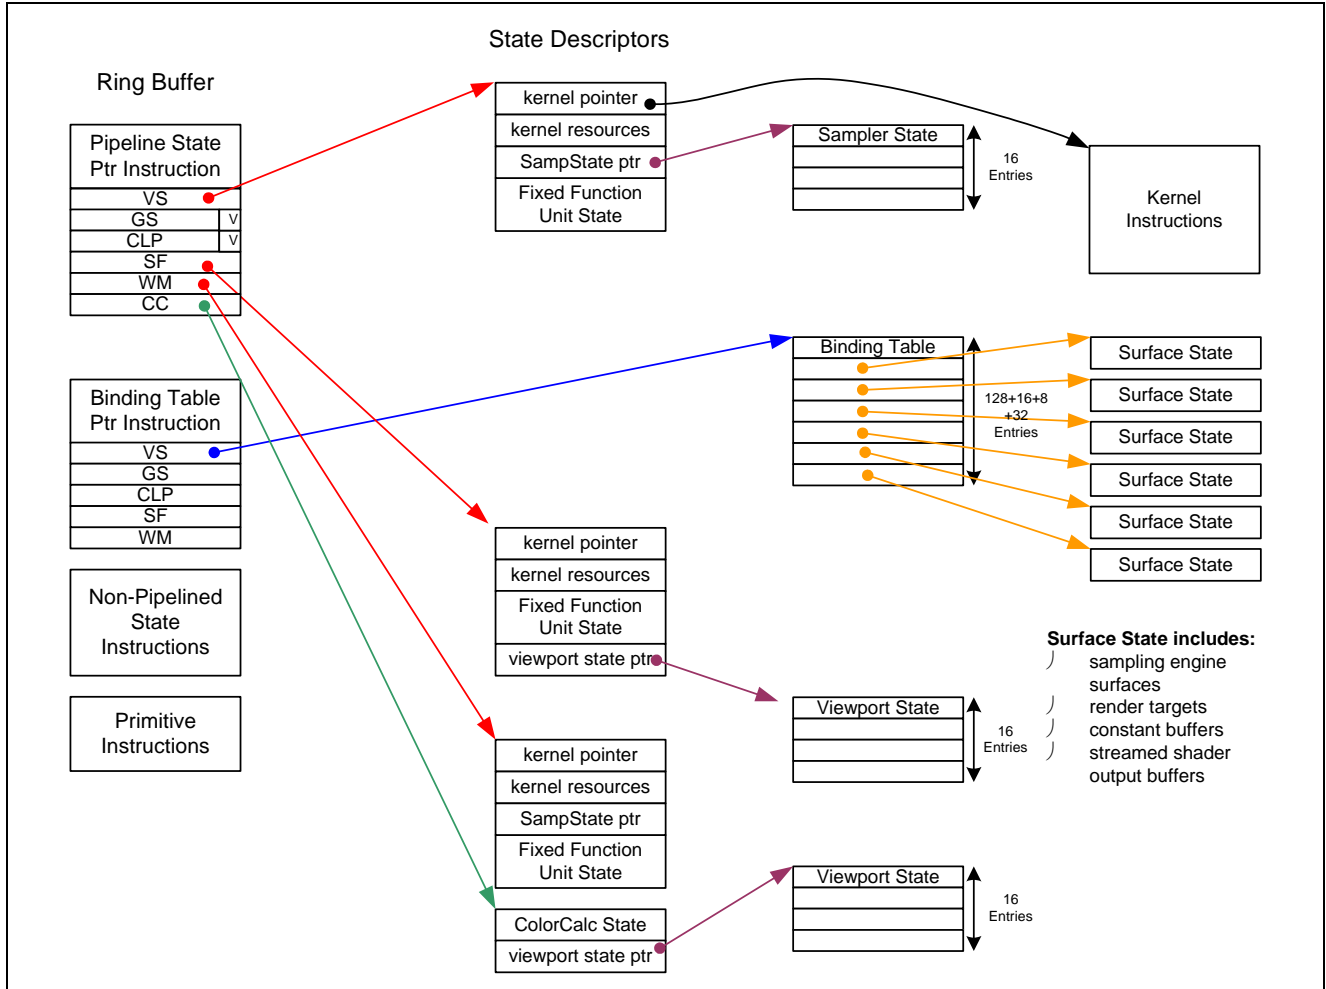 State Descriptors
Ring Buffer
Pipeline State
Ptr Instruction
VS
GS
V
CLP
V
SF
WM
CC
Binding Table
Ptr Instruction
VS
GS
CLP
SF
WM
Non-Pipelined
State
Instructions
Primitive
Instructions
kernel pointer
kernel resources
SampState ptr
Fixed Function
Unit State
kernel pointer
kernel resources
Fixed Function
Unit State
viewport state ptr
kernel pointer
kernel resources
SampState ptr
Fixed Function
Unit State
ColorCalc State
viewport state ptr
Sampler State
16
Entries
Binding Table
128+16+8
+32
Entries
Viewport State
16
Entries
Viewport State
16
Entries
Kernel
Instructions
Surface State
Surface State
Surface State
Surface State
Surface State
Surface State
Surface State includes:
sampling engine
surfaces
render targets
constant buffers
streamed shader
output buffers